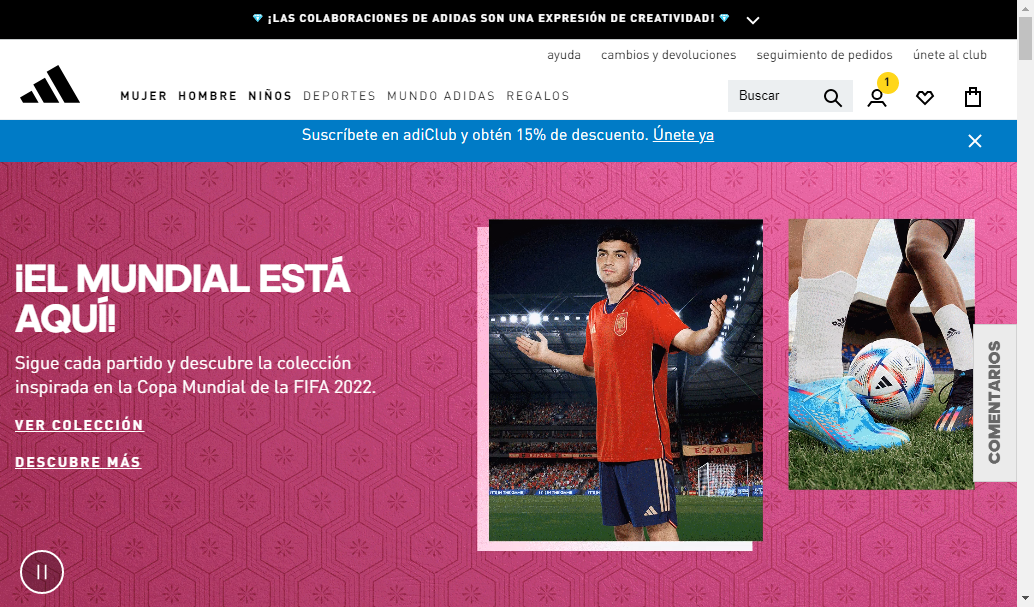 ¡LAS COLABORACIONES DE ADIDAS SON UNA EXPRESIÓN DE CREATIVIDAD!
ayuda cambios y devoluciones seguimiento de pedidos únete al club
MUJER HOMBRE NIÑOS DEPORTES MUNDO ADIDAS REGALOS
Buscar
1
Suscríbete en adiClub y obtén 15% de descuento. Únete ya
¡EL MUNDIAL ESTÁ
AQUÍ!
Sigue cada partido y descubre la colección
inspirada en la Copa Mundial de la FIFA 2022.
VER COLECCIÓN
DESCUBRE MÁS
ESPAÑA
COMENTARIOS